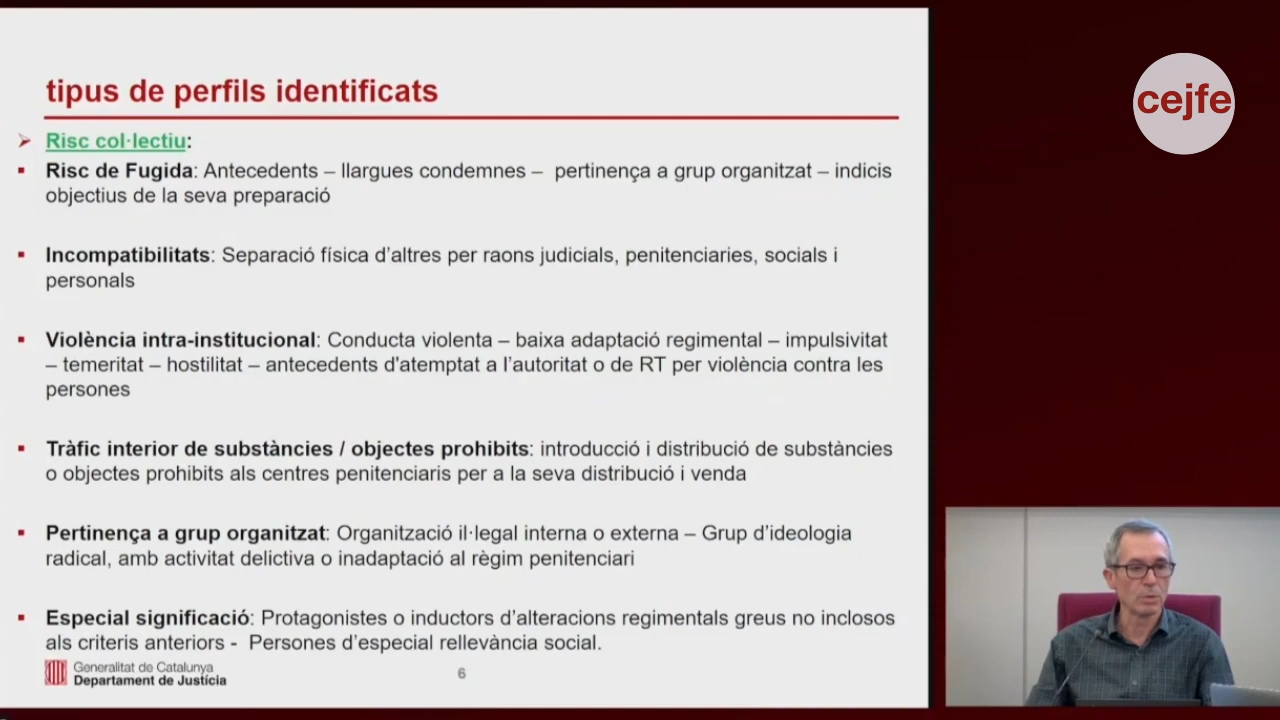 tipus de perfils identificats
Risc col·lectiu:
Risc de Fugida: Antecedents – llargues condemnes – pertinença a grup organitzat – indicis
objectius de la seva preparació
Incompatibilitats: Separació física d’altres per raons judicials, penitenciaries, socials i
personals
Violència intra-institucional: Conducta violenta – baixa adaptació regimental – impulsivitat
– temeritat – hostilitat – antecedents d'atemptat a l’autoritat o de RT per violència contra les
persones
Tràfic interior de substàncies / objectes prohibits: introducció i distribució de substàncies
o objectes prohibits als centres penitenciaris per a la seva distribució i venda
Pertinença a grup organitzat: Organització il·legal interna o externa – Grup d’ideologia
radical, amb activitat delictiva o inadaptació al règim penitenciari
Especial significació: Protagonistes o inductors d’alteracions regimentals greus no inclosos
als criteris anteriors - Persones d’especial rellevància social.
Generalitat de Catalunya
Departament de Justícia
6
cejfe